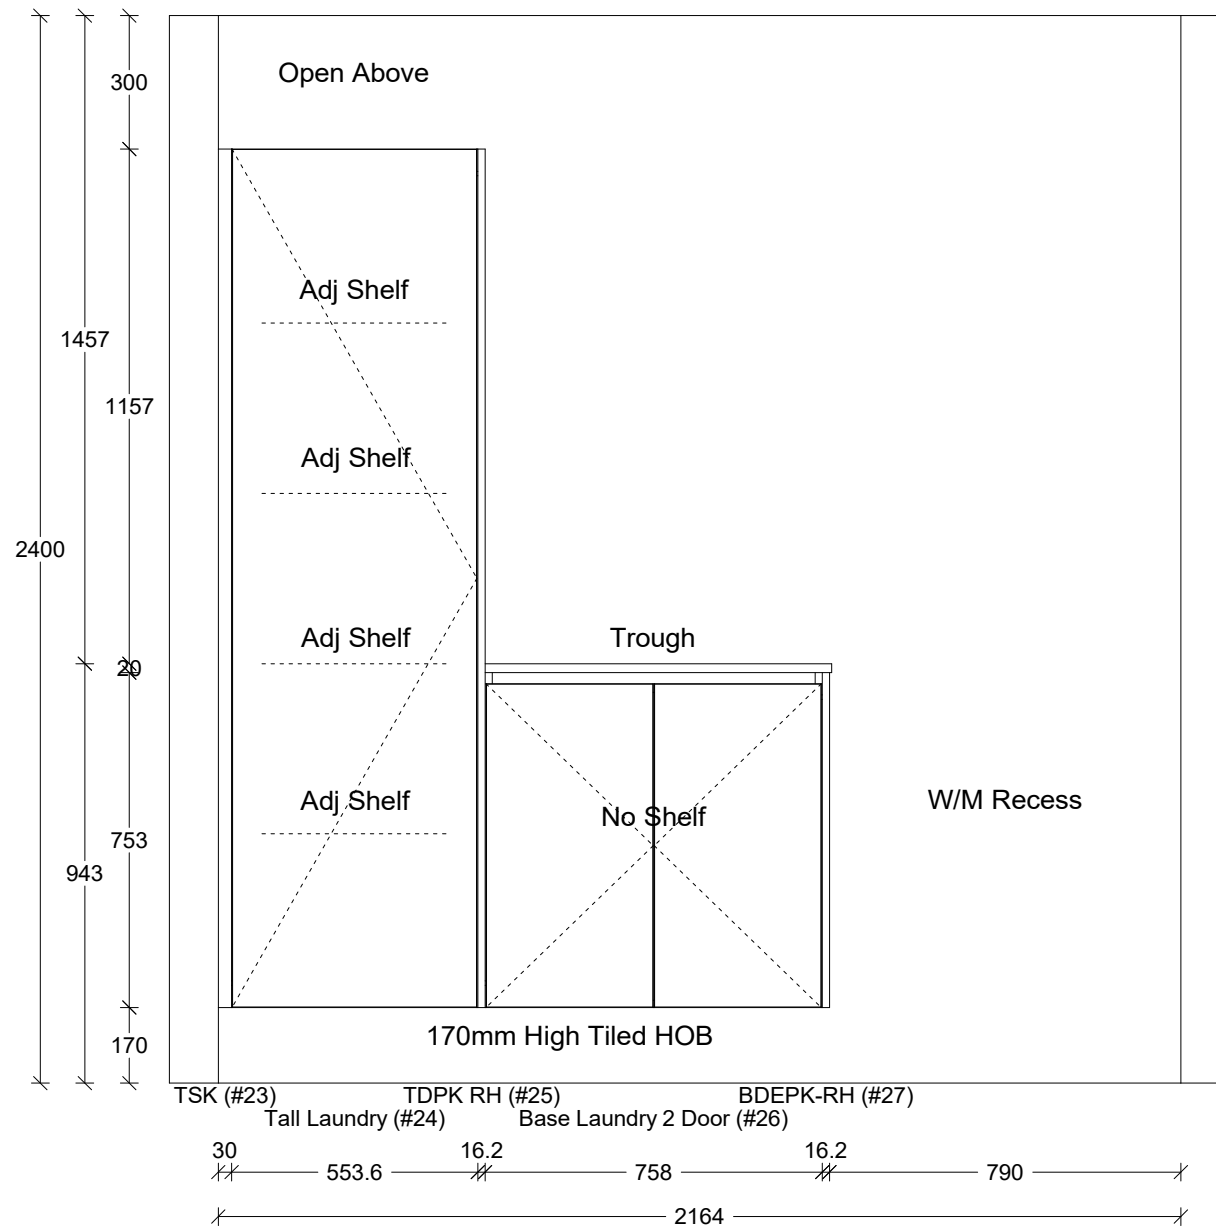 300
Open Above
Adj Shelf
1457
1157
Adj Shelf
2400
Adj Shelf
Trough
20
Adj Shelf
W/M Recess
No Shelf
753
943
170mm High Tiled HOB
170
TSK (#23)
TDPK RH (#25)
BDEPK-RH (#27)
Tall Laundry (#24)
Base Laundry 2 Door (#26)
30
16.2
16.2
553.6
758
790
2164